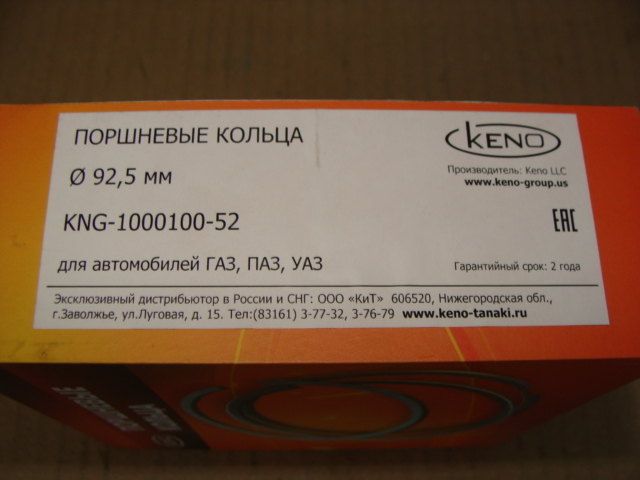 ПОРШНЕВЫЕ КОЛЬЦА
Ø 92,5 мм
KNG-1000100-52
для автомобилей ГАЗ, ПАЗ, УАЗ
KENO
Производитель: Keno LLC
www.keno-group.us
EAC
Гарантийный срок: 2 года
Эксклюзивный дистрибьютор в России и СНГ: ООО «КиТ» 606520, Нижегородская обл.,
г.Заволжье, ул.Луговая, д. 15. Тел:(83161) 3-77-32, 3-76-79 www.keno-tanaki.ru
ПОРШНЕВЫЕ
КОЛЬЦА